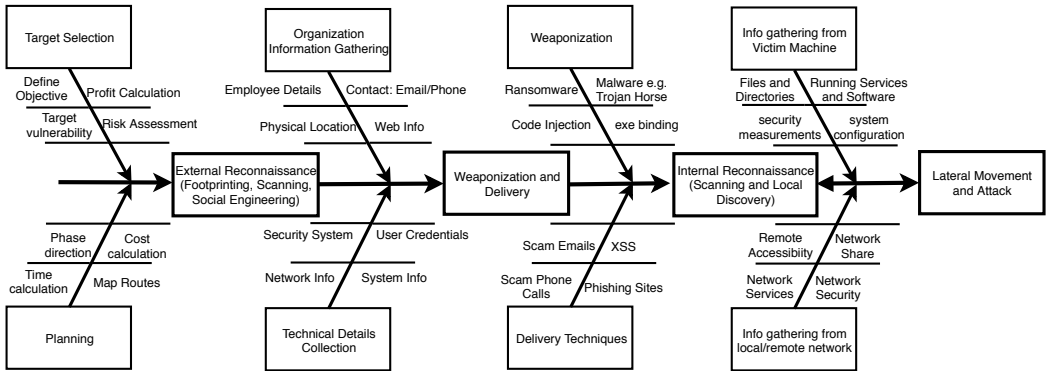 Target Selection
Organization
Information Gathering
Weaponization
Info gathering from
Victim Machine
Define
Objective
Profit Calculation
Target
vulnerability
Risk Assessment
Employee Details
Contact: Email/Phone
Physical Location
Web Info
Ransomware
Malware e.g.
Trojan Horse
Code Injection
exe binding
Files and
Directories
Running Services
and Software
security
measurements
system
configuration
External Reconnaissance
(Footprinting, Scanning,
Social Engineering)
Weaponization and
Delivery
Internal Reconnaissance
(Scanning and Local
Discovery)
Lateral Movement
and Attack
Phase
direction
Cost
calculation
Time
calculation
Map Routes
Security System
User Credentials
Network Info
System Info
Scam Emails
XSS
Scam Phone
Calls
Phishing Sites
Remote
Accessibiity
Network
Share
Network
Services
Network
Security
Planning
Technical Details
Collection
Delivery Techniques
Info gathering from
local/remote network